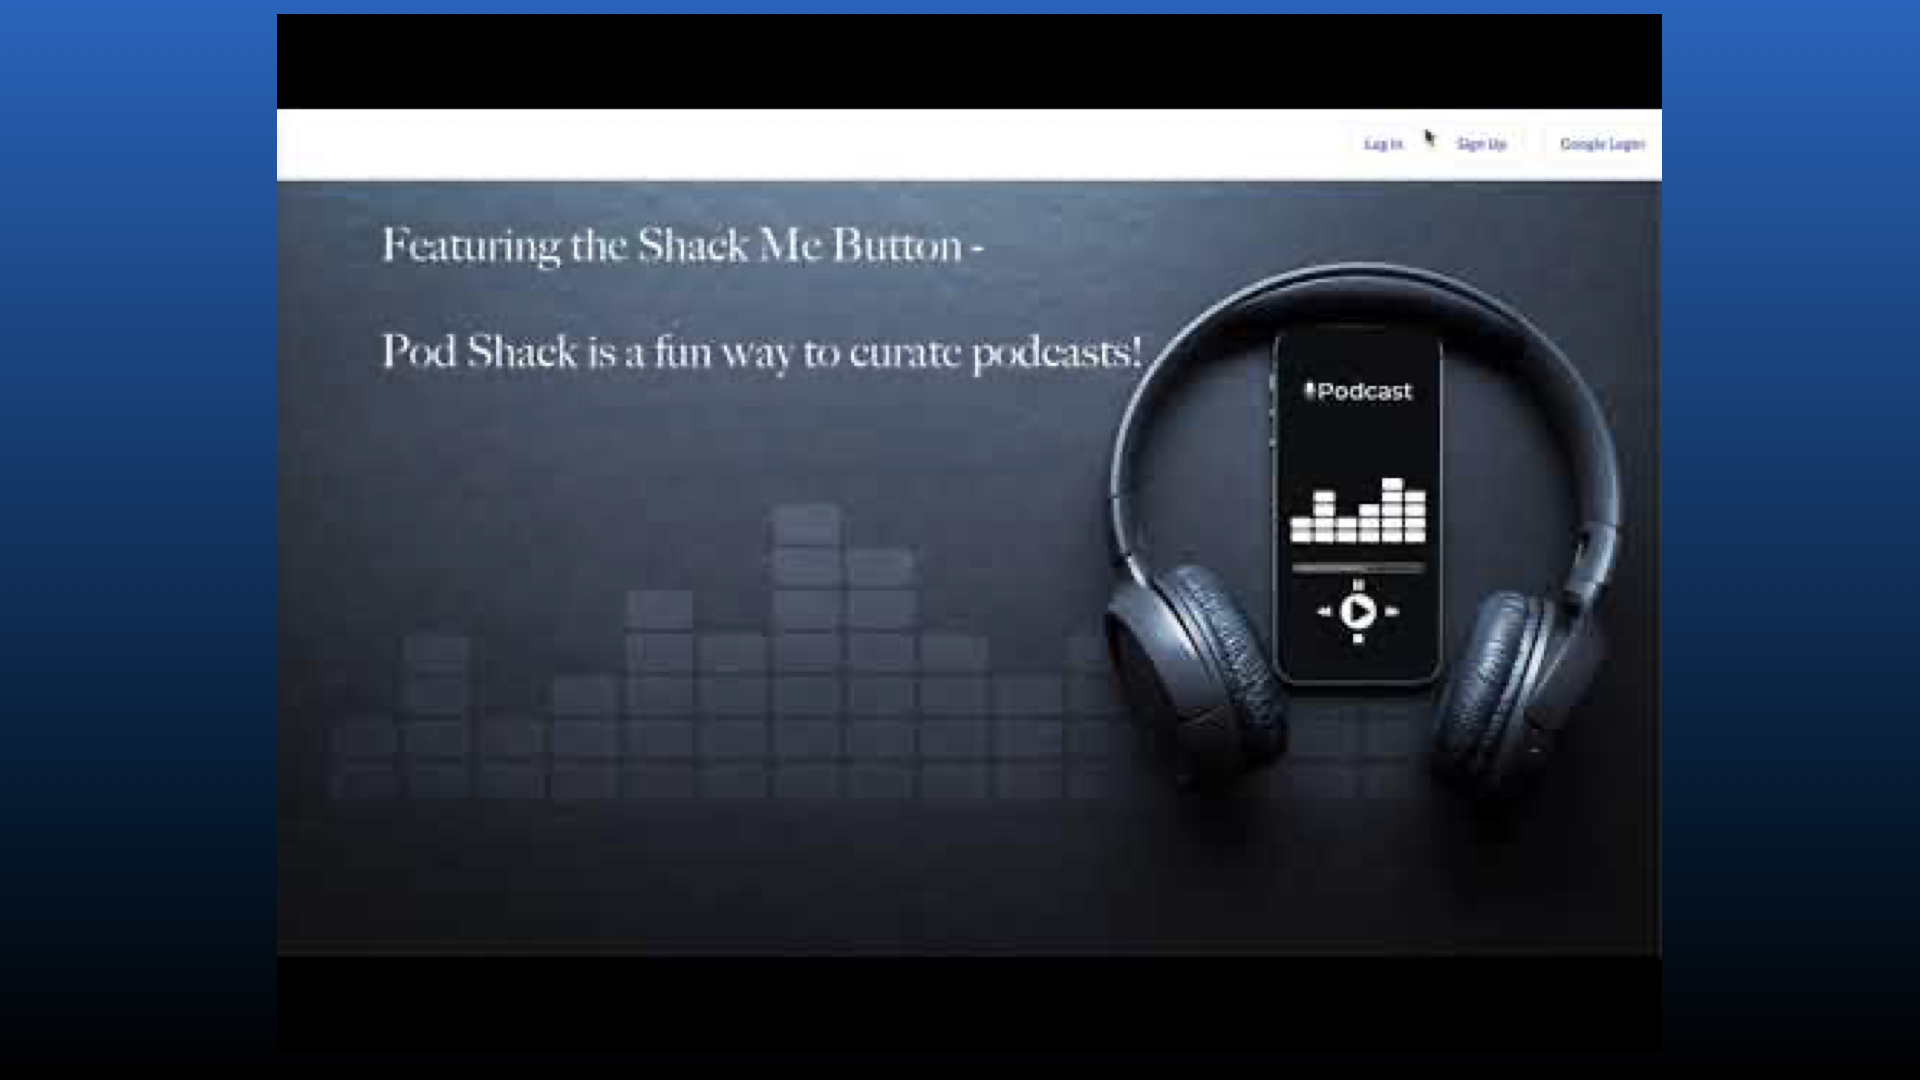 Log In Sign Up Google Login
Featuring the Shack Me Button -
Pod Shack is a fun way to curate podcasts!
Podcast